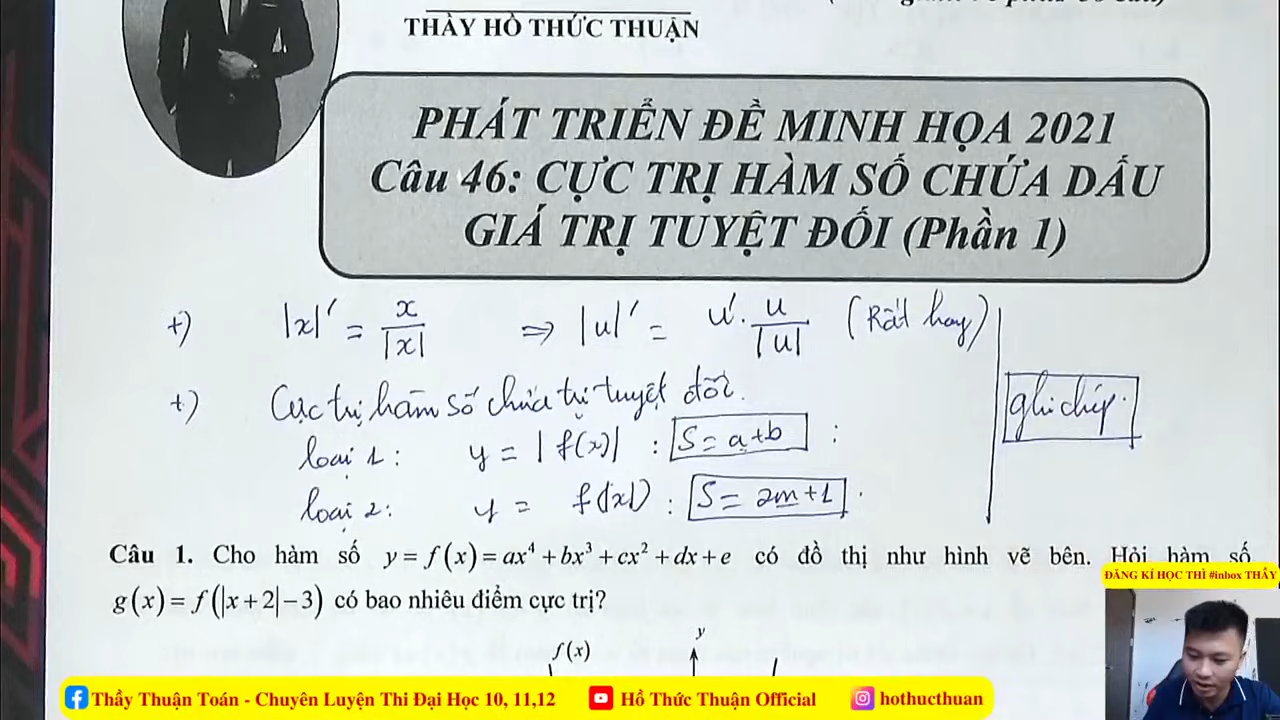 THẦY HỒ THỨC THUẬN
PHÁT TRIỂN ĐỀ MINH HỌA 2021
Câu 46: CỰC TRỊ HÀM SỐ CHỨA DẤU
GIÁ TRỊ TUYỆT ĐỐI (Phần 1)
+) |x|' = x/|x| ⇒ |u|' = u'. u/|u| (Rất hay)
+) Cực trị hàm số chứa trị tuyệt đối.
ghi chép.
loại 1: y = |f(x)| : S = a+b :
loại 2: y = f(|x|) : S = 2m+1.
Câu 1. Cho hàm số y = f(x) = ax⁴ + bx³ + cx² + dx + e có đồ thị như hình vẽ bên. Hỏi hàm số
g(x) = f(|x+2|−3) có bao nhiêu điểm cực trị?
ĐĂNG KÍ HỌC THÌ #inbox THẦY
f(x)
y
Thầy Thuận Toán - Chuyên Luyện Thi Đại Học 10, 11,12
Hồ Thức Thuận Official
hothucthuan